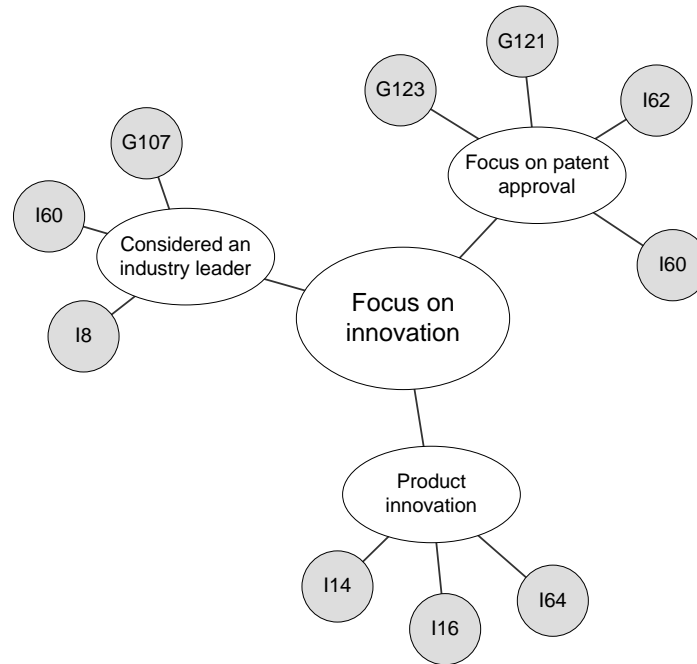 G121
G123
I62
G107
Focus on patent
approval
I60
Considered an
industry leader
I60
Focus on
innovation
I8
Product
innovation
I14
I64
I16